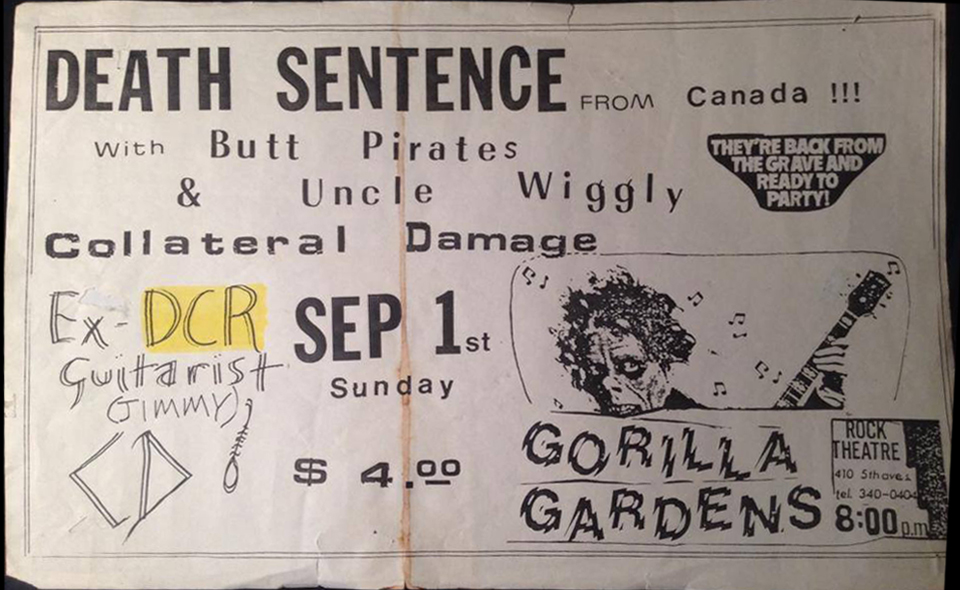 DEATH SENTENCE FROM Canada !!!
With Butt Pirates
& Uncle Wiggly
Collateral Damage
THEY'RE BACK FROM
THE GRAVE AND
READY TO
PARTY!
Ex- DCR
Guitarist
(JIMMY)
SEP 1st
Sunday
$ 4.00
GORILLA
GARDENS
ROCK
THEATRE
410 5th ave s
tel. 340-0404
8:00 p.m